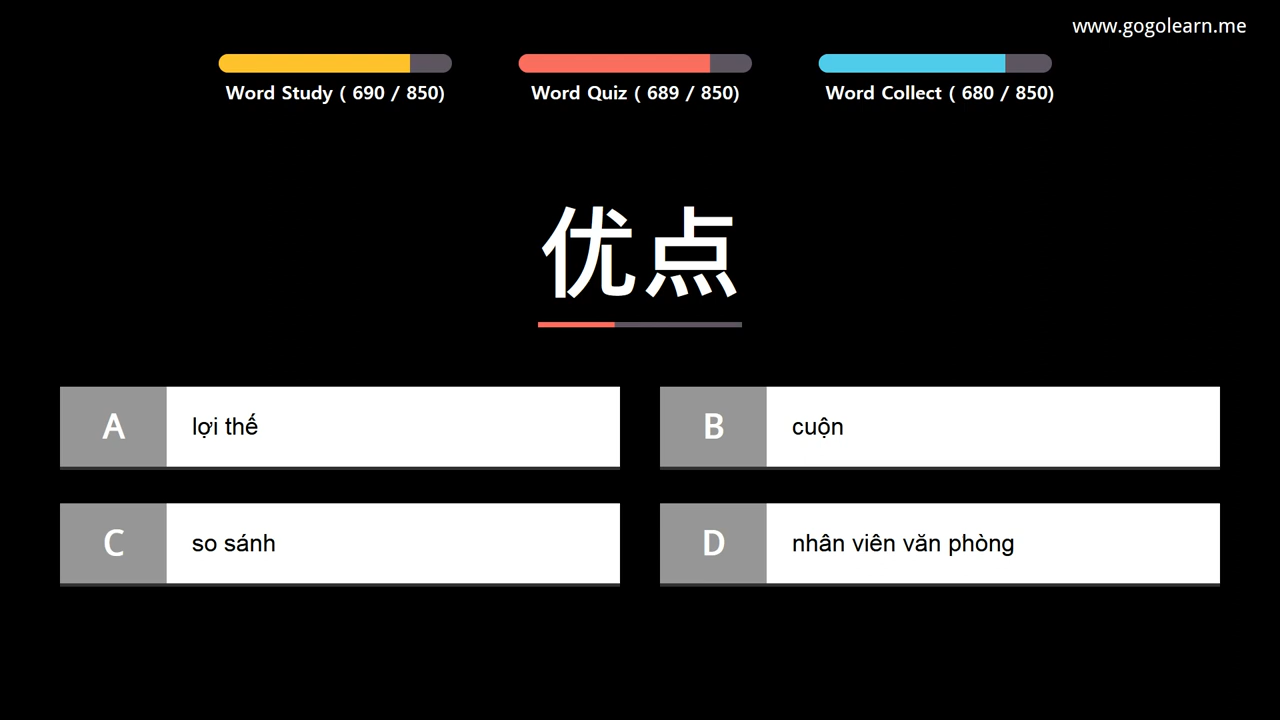 www.gogolearn.me
Word Study ( 690 / 850)
Word Quiz ( 689 / 850)
Word Collect ( 680 / 850)
优点
A lợi thế
B cuộn
C so sánh
D nhân viên văn phòng